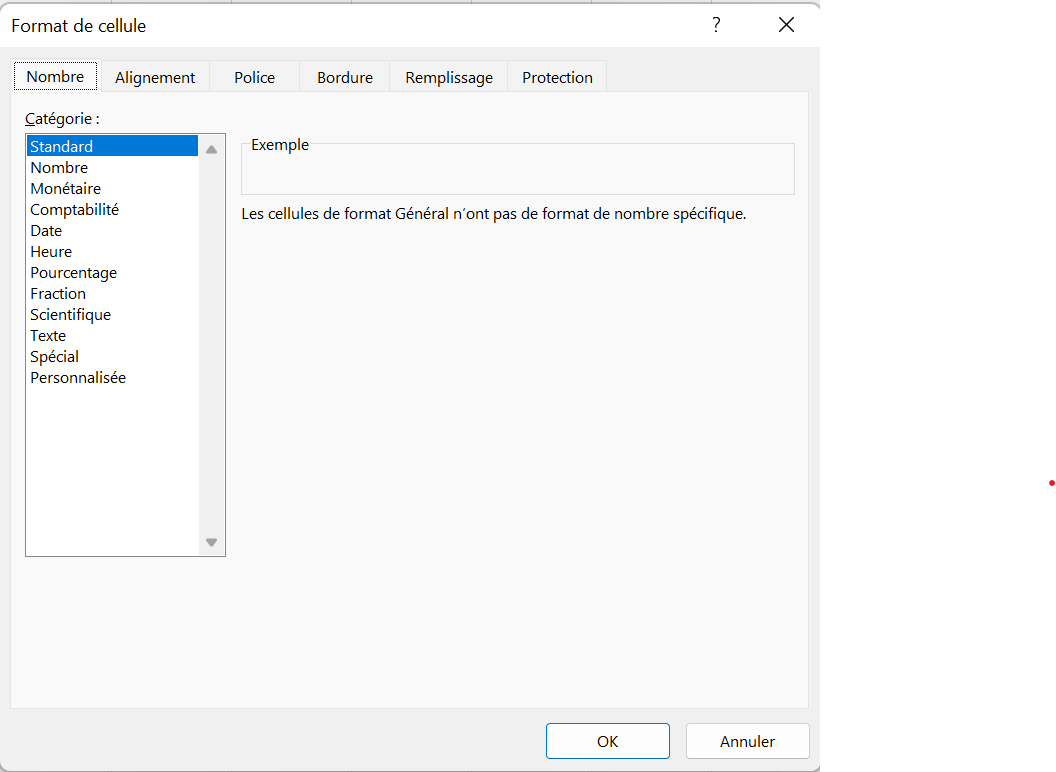 Format de cellule
?
Nombre Alignement Police Bordure Remplissage Protection
Catégorie :
Standard
Nombre
Monétaire
Comptabilité
Date
Heure
Pourcentage
Fraction
Scientifique
Texte
Spécial
Personnalisée
Exemple
Les cellules de format Général n’ont pas de format de nombre spécifique.
OK Annuler